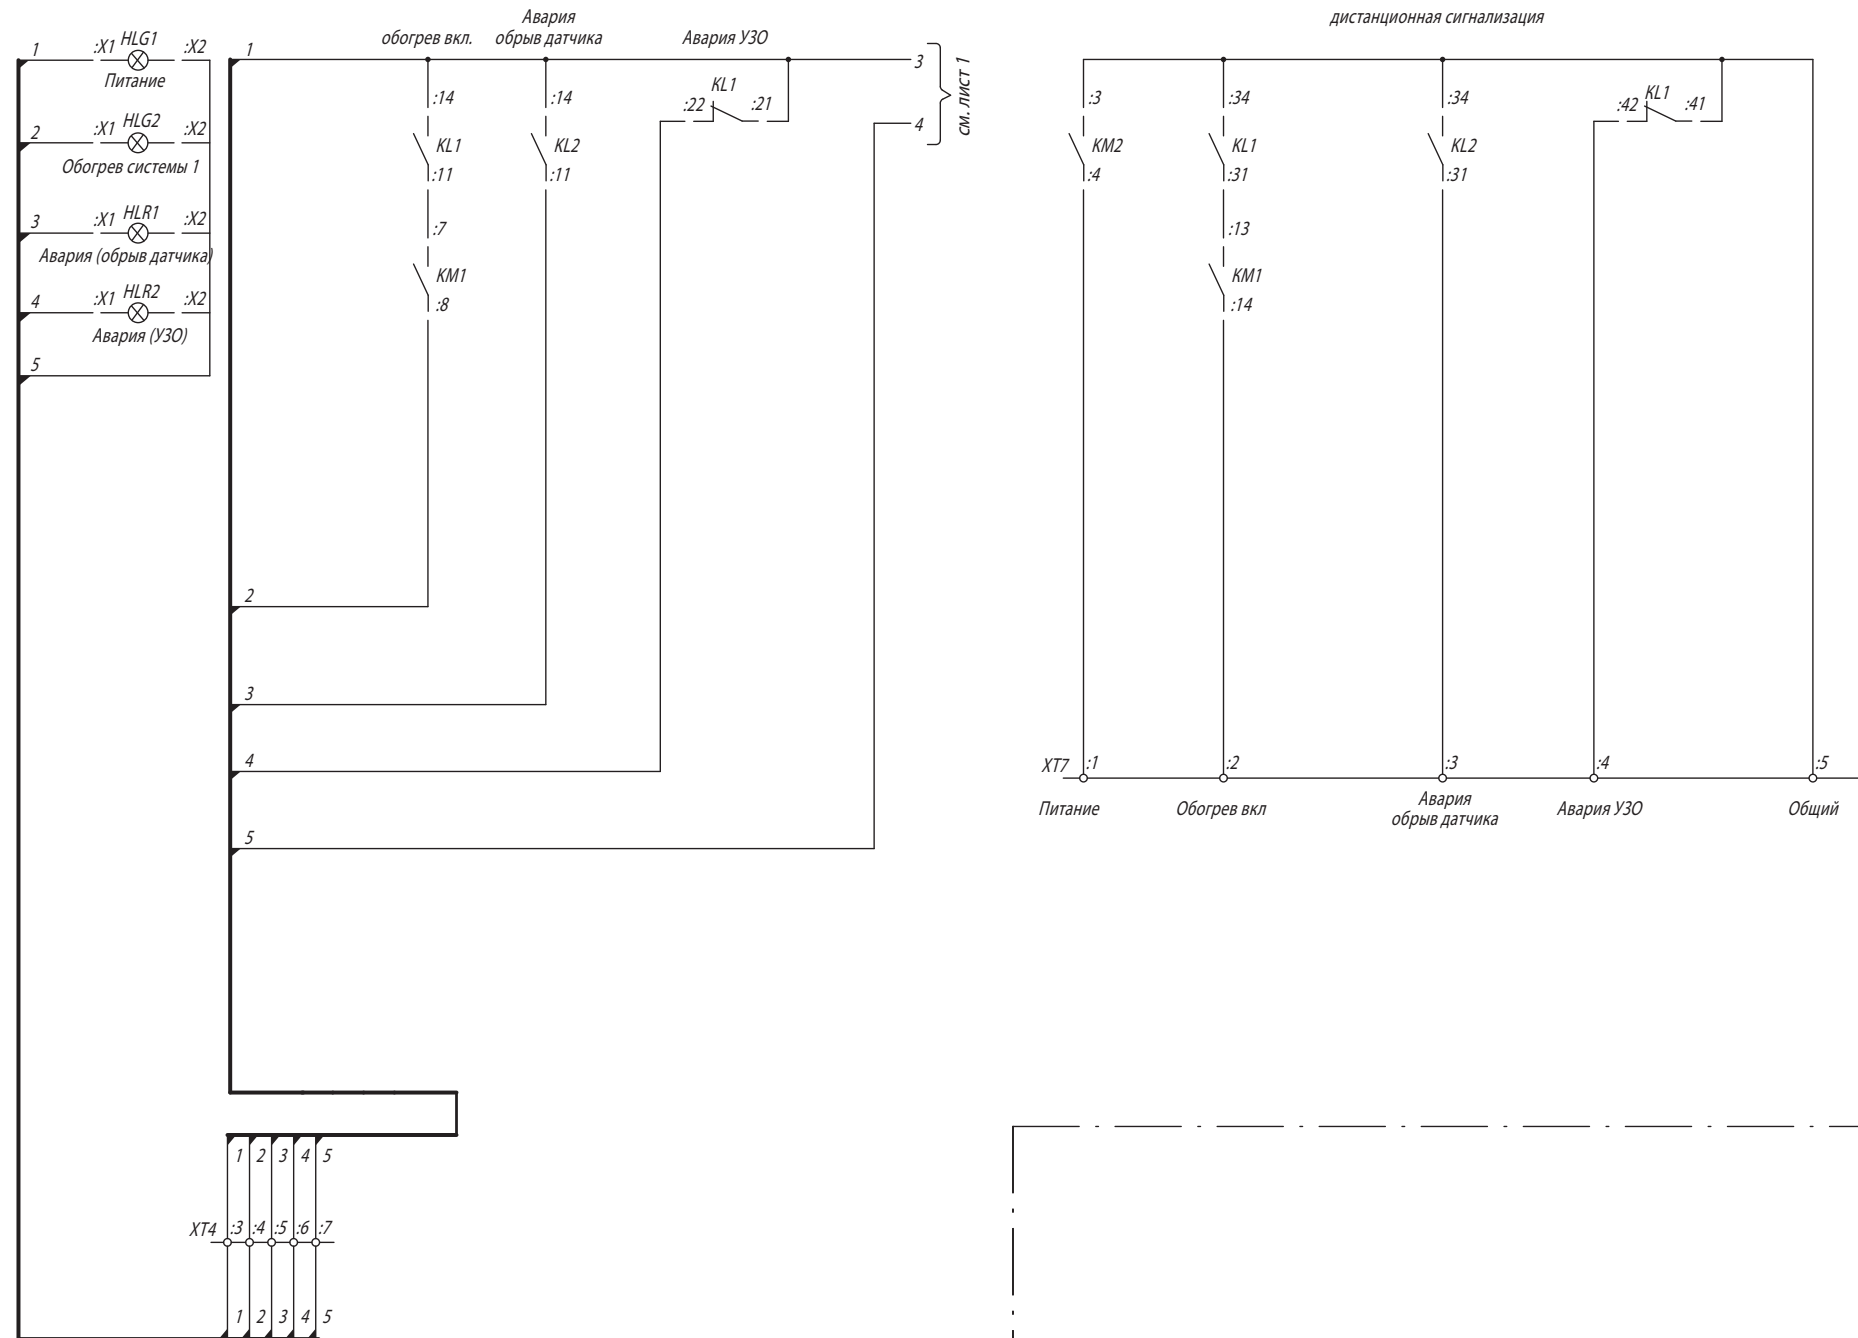 Авария
обогрев вкл. обрыв датчика Авария УЗО
дистанционная сигнализация
1 :X1 HLG1 :X2
Питание
2 :X1 HLG2 :X2
Обогрев системы 1
3 :X1 HLR1 :X2
Авария (обрыв датчика)
4 :X1 HLR2 :X2
Авария (УЗО)
5
1
:14
KL1
:11
:7
KM1
:8
:14
KL2
:11
KL1
:22 :21
3
4
см. лист 1
2
3
4
5
:3
KM2
:4
:34
KL1
:31
:13
KM1
:14
:34
KL2
:31
KL1
:42 :41
XT7 :1 :2 :3 :4 :5
Питание
Обогрев вкл
Авария
обрыв датчика
Авария УЗО
Общий
1 2 3 4 5
XT4 :3 :4 :5 :6 :7
1 2 3 4 5